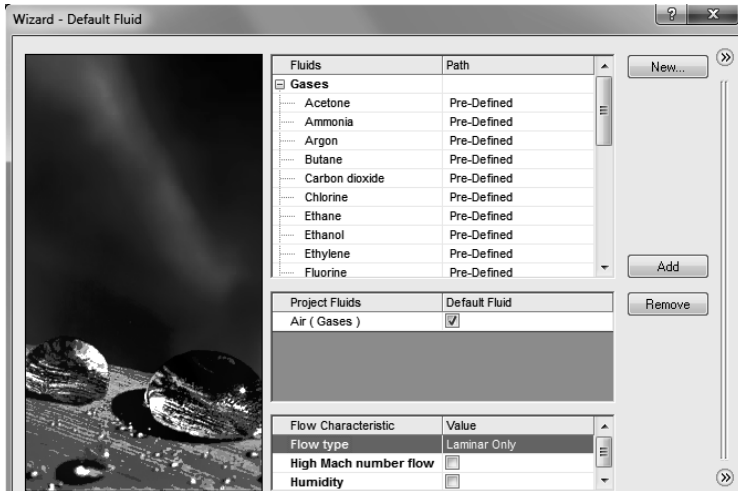 Wizard - Default Fluid
Fluids Path
Gases
Acetone Pre-Defined
Ammonia Pre-Defined
Argon Pre-Defined
Butane Pre-Defined
Carbon dioxide Pre-Defined
Chlorine Pre-Defined
Ethane Pre-Defined
Ethanol Pre-Defined
Ethylene Pre-Defined
Fluorine Pre-Defined
New...
Add
Remove
Project Fluids Default Fluid
Air ( Gases )
Flow Characteristic Value
Flow type Laminar Only
High Mach number flow
Humidity